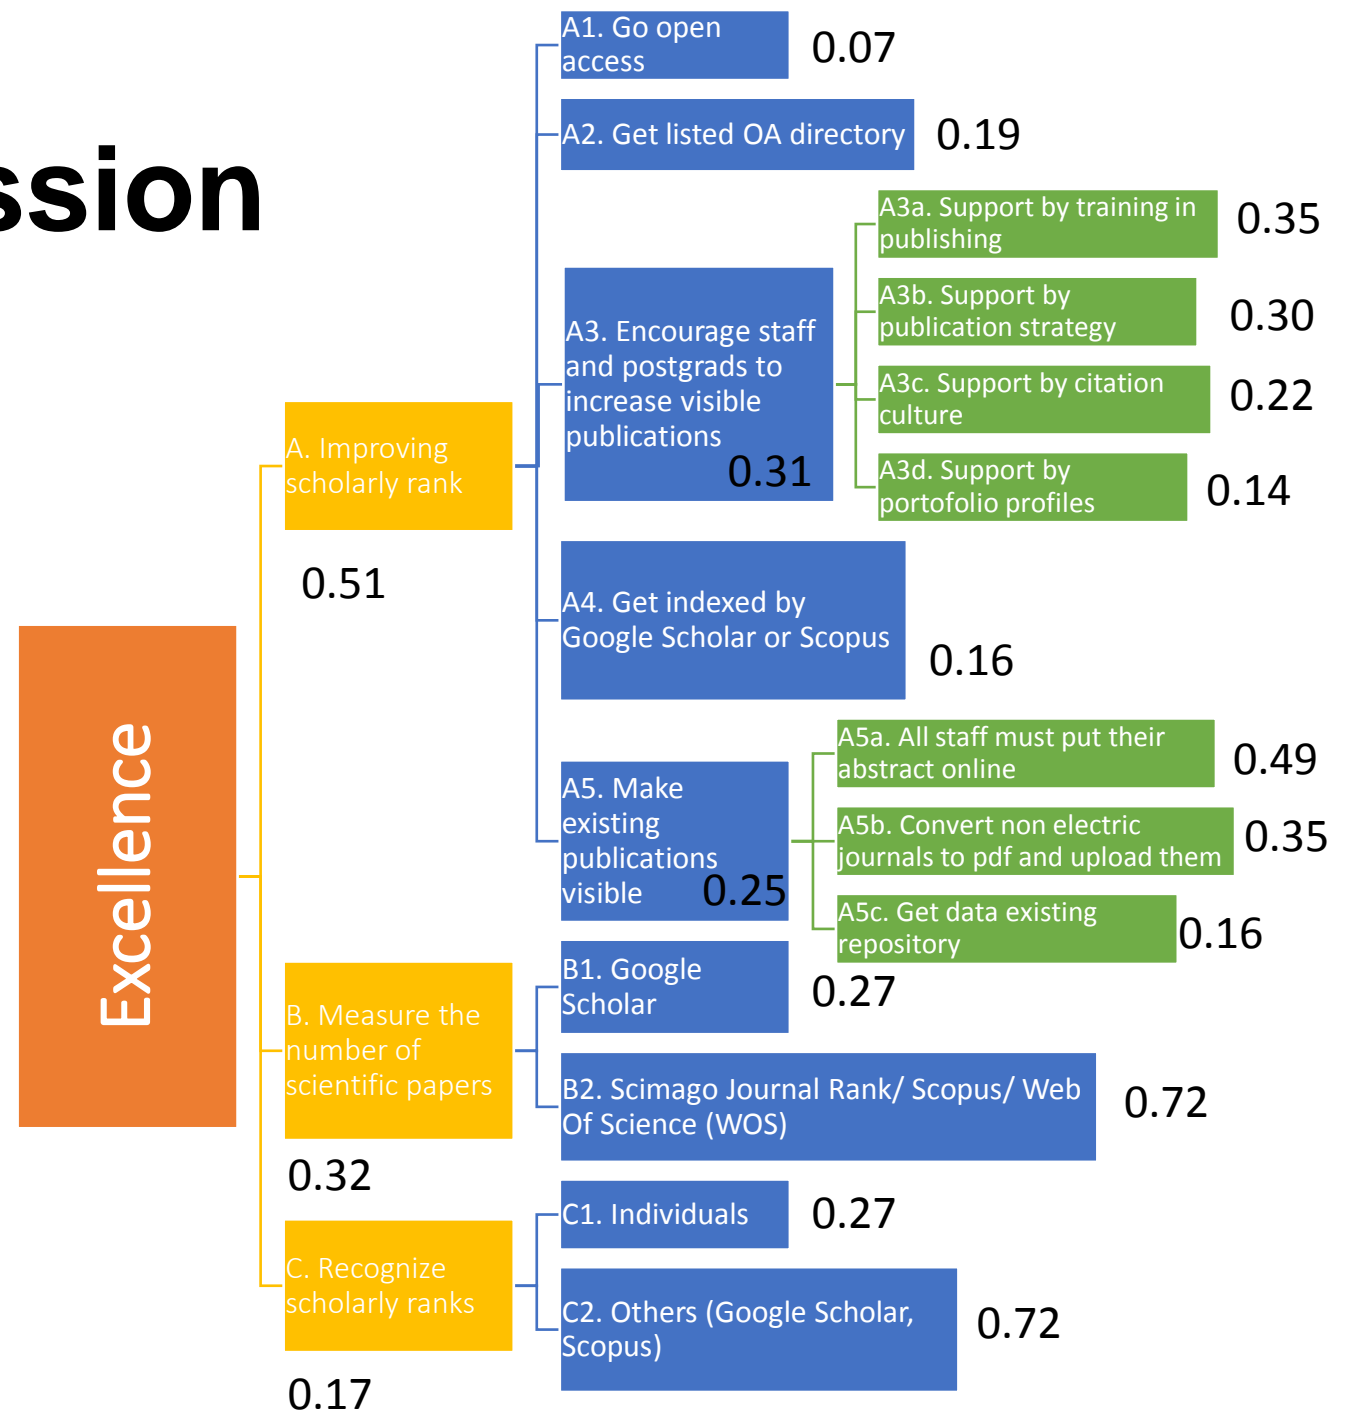 ssion
Excellence
A. Improving
scholarly rank
0.51
A1. Go open
access
0.07
A2. Get listed OA directory
0.19
A3. Encourage staff
and postgrads to
increase visible
publications
0.31
A3a. Support by training in
publishing
0.35
A3b. Support by
publication strategy
0.30
A3c. Support by citation
culture
0.22
A3d. Support by
portofolio profiles
0.14
A4. Get indexed by
Google Scholar or Scopus
0.16
A5. Make
existing
publications
visible
0.25
A5a. All staff must put their
abstract online
0.49
A5b. Convert non electric
journals to pdf and upload them
0.35
A5c. Get data existing
repository
0.16
B. Measure the
number of
scientific papers
0.32
B1. Google
Scholar
0.27
B2. Scimago Journal Rank/ Scopus/ Web
Of Science (WOS)
0.72
C. Recognize
scholarly ranks
0.17
C1. Individuals
0.27
C2. Others (Google Scholar,
Scopus)
0.72